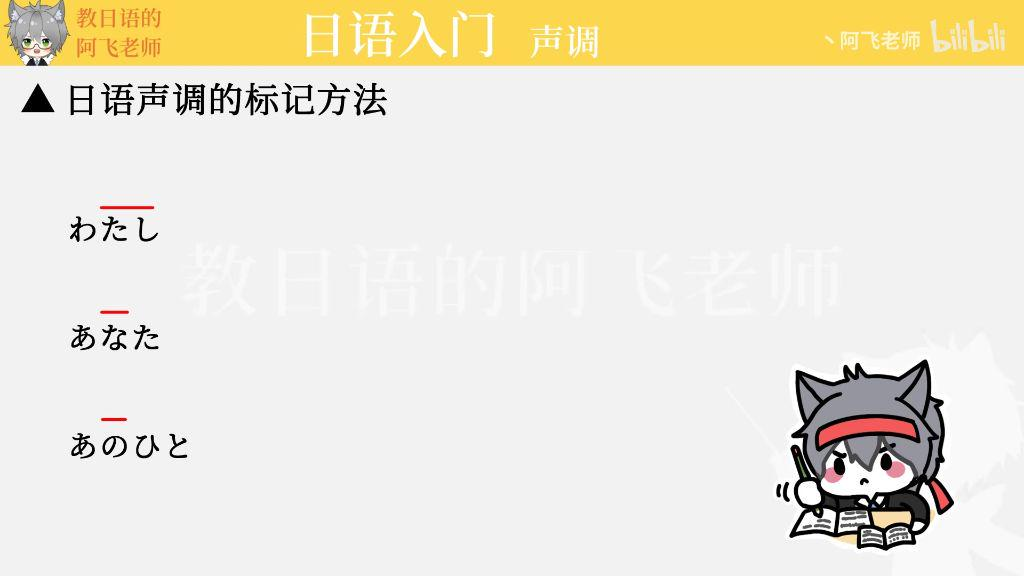 教日语的
阿飞老师
日语入门 声调
丶阿飞老师 bilibili
▲ 日语声调的标记方法
わたし
教日语的阿飞老师
あなた
あのひと